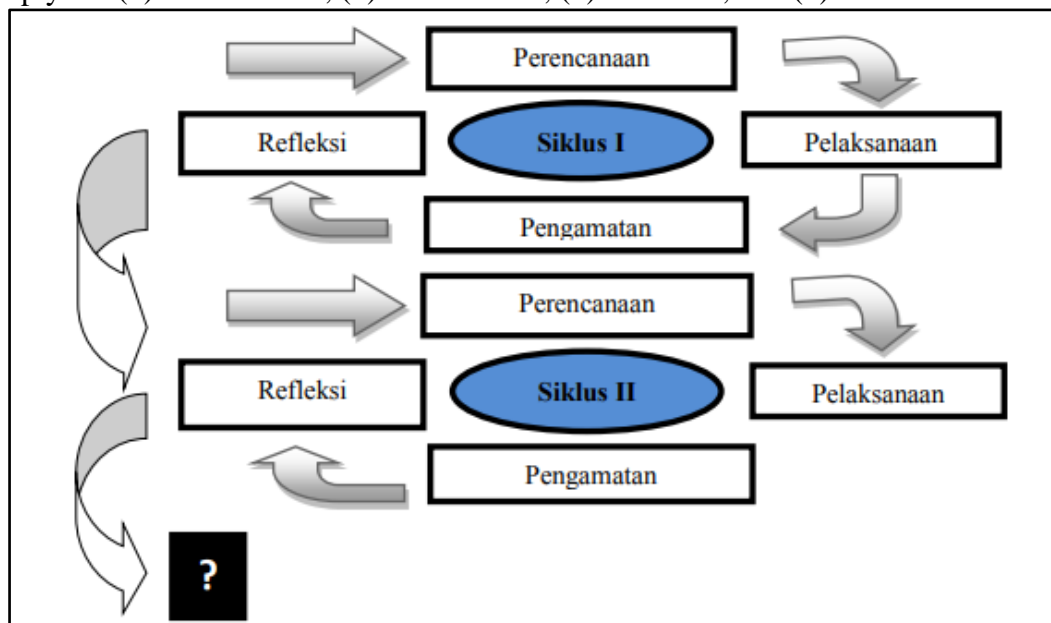 Perencanaan
Refleksi
Siklus I
Pelaksanaan
Pengamatan
Perencanaan
Refleksi
Siklus II
Pelaksanaan
Pengamatan
?